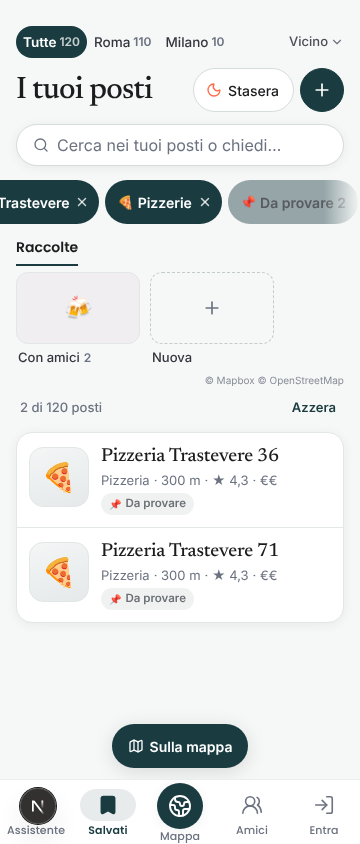 Tutte 120 Roma 110 Milano 10 Vicino
I tuoi posti
Stasera
Cerca nei tuoi posti o chiedi...
Trastevere × Pizzerie × Da provare 2
Raccolte
Con amici 2 Nuova
© Mapbox © OpenStreetMap
2 di 120 posti Azzera
Pizzeria Trastevere 36
Pizzeria · 300 m · ★ 4,3 · €€
Da provare
Pizzeria Trastevere 71
Pizzeria · 300 m · ★ 4,3 · €€
Da provare
Sulla mappa
N
Assistente Salvati Mappa Amici Entra